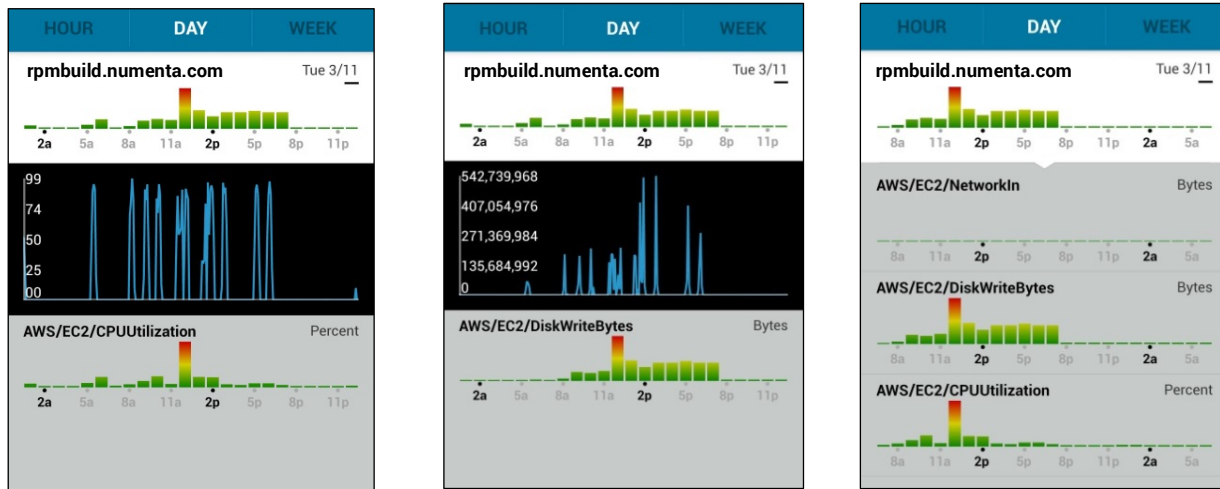 HOUR DAY WEEK
rpmbuild.numenta.com Tue 3/11
2a 5a 8a 11a 2p 5p 8p 11p
99
74
50
25
00
AWS/EC2/CPUUtilization Percent
2a 5a 8a 11a 2p 5p 8p 11p
HOUR DAY WEEK
rpmbuild.numenta.com Tue 3/11
2a 5a 8a 11a 2p 5p 8p 11p
542,739,968
407,054,976
271,369,984
135,684,992
0
AWS/EC2/DiskWriteBytes Bytes
2a 5a 8a 11a 2p 5p 8p 11p
HOUR DAY WEEK
rpmbuild.numenta.com Tue 3/11
8a 11a 2p 5p 8p 11p 2a 5a
AWS/EC2/NetworkIn Bytes
8a 11a 2p 5p 8p 11p 2a 5a
AWS/EC2/DiskWriteBytes Bytes
8a 11a 2p 5p 8p 11p 2a 5a
AWS/EC2/CPUUtilization Percent
8a 11a 2p 5p 8p 11p 2a 5a